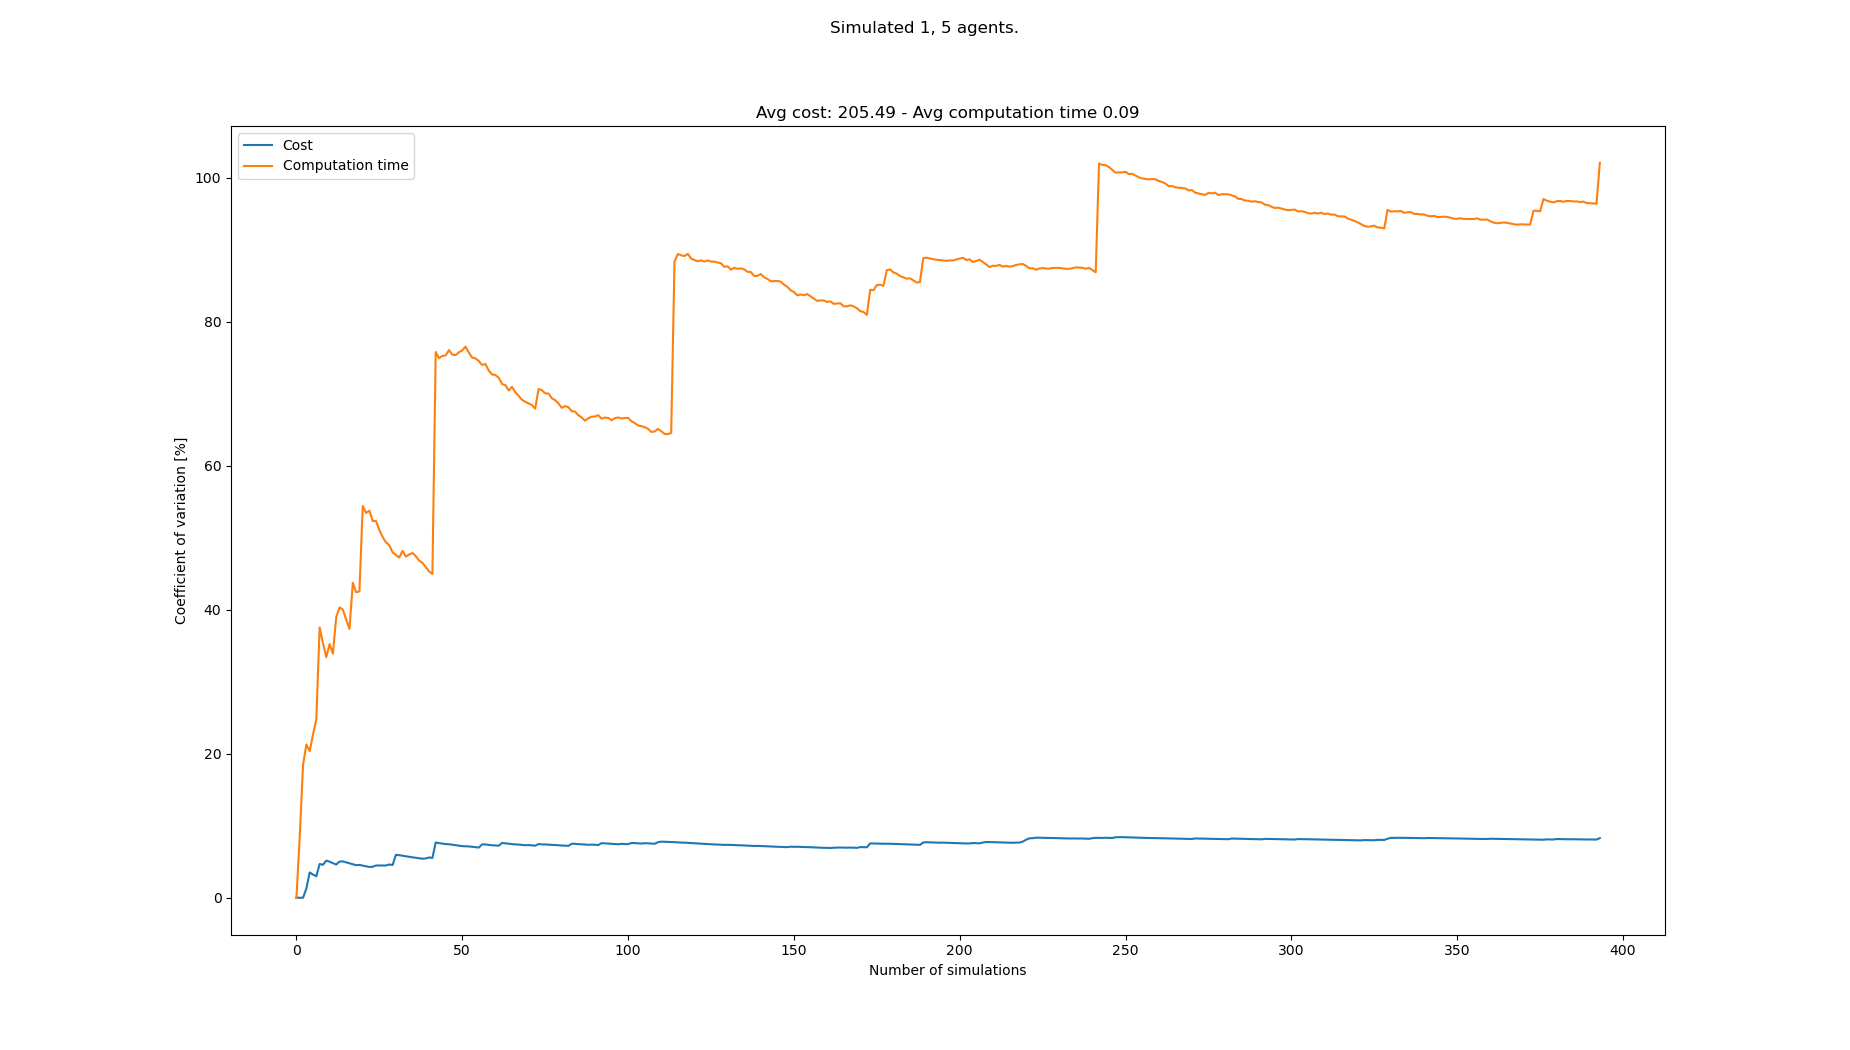 Simulated 1, 5 agents.
Avg cost: 205.49 - Avg computation time 0.09
Cost
Computation time
Coefficient of variation [%]
100
80
60
40
20
0
0 50 100 150 200 250 300 350 400
Number of simulations